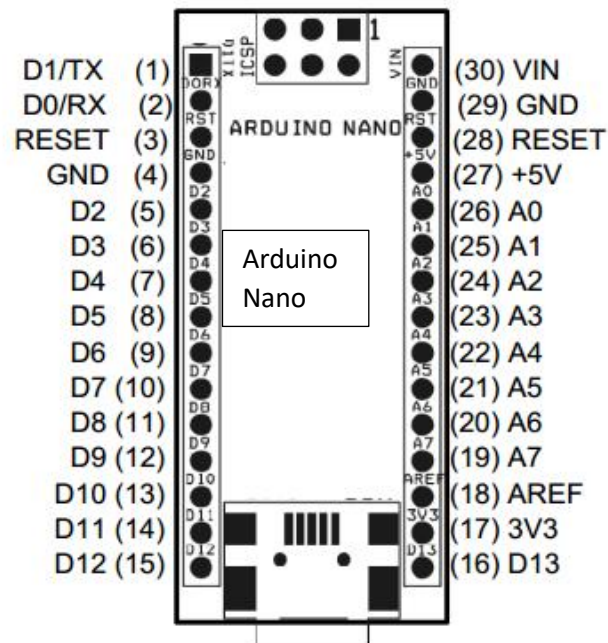 D1/TX (1)
D0/RX (2)
RESET (3)
GND (4)
D2 (5)
D3 (6)
D4 (7)
D5 (8)
D6 (9)
D7 (10)
D8 (11)
D9 (12)
D10 (13)
D11 (14)
D12 (15)
RST
GND
D2
D3
D4
D5
D6
D7
D8
D9
D10
D11
D12
ICSP
1
ARDUINO NANO
Arduino
Nano
VIN
GND
RST
+5V
A0
A1
A2
A3
A4
A5
A6
A7
AREF
3V3
D13
(30) VIN
(29) GND
(28) RESET
(27) +5V
(26) A0
(25) A1
(24) A2
(23) A3
(22) A4
(21) A5
(20) A6
(19) A7
(18) AREF
(17) 3V3
(16) D13